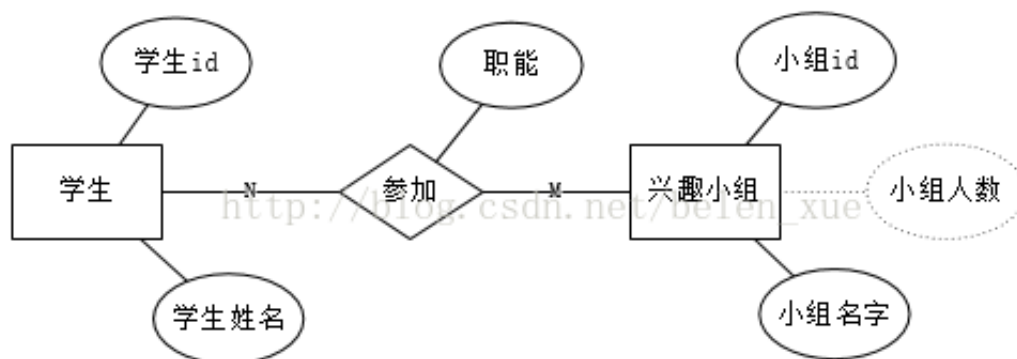 学生id
职能
小组id
学生
N
参加
M
兴趣小组
小组人数
http://blog.csdn.net/belen_xue
学生姓名
小组名字